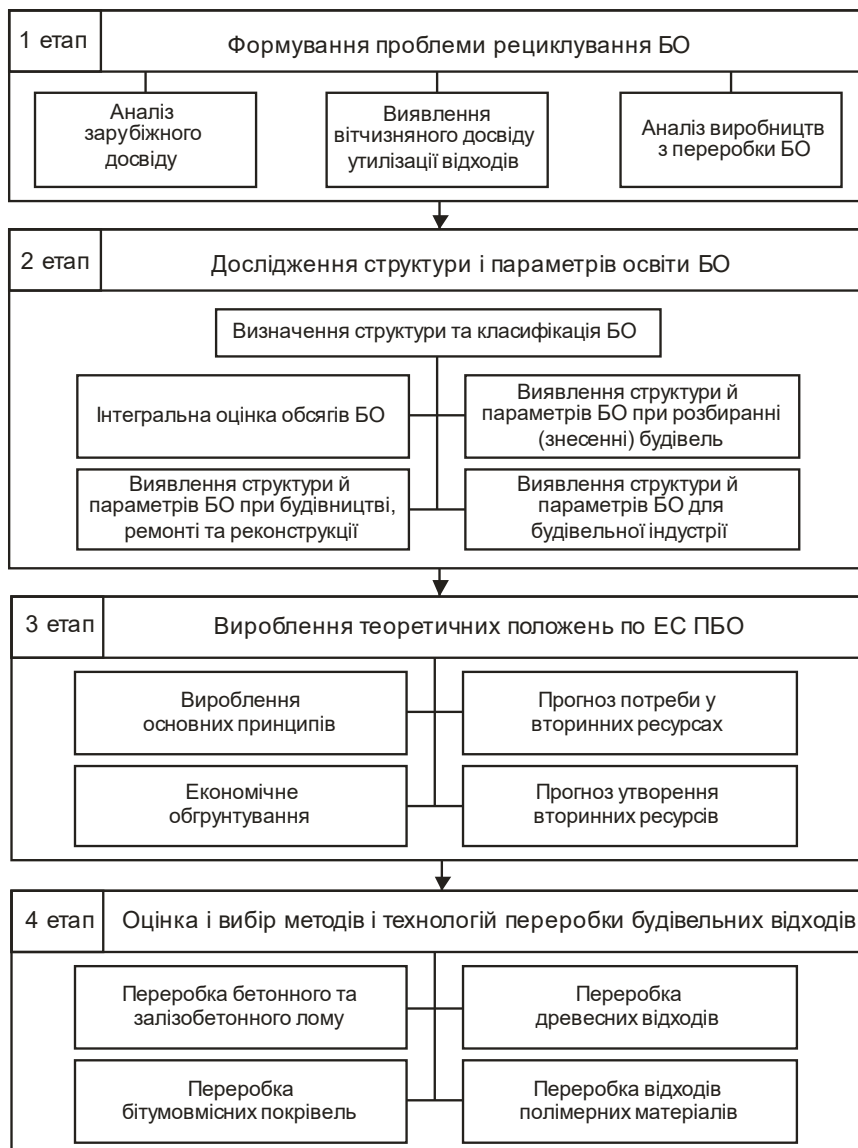 1 етап
Формування проблеми рециклування БО
Аналіз
зарубіжного
досвіду
Виявлення
вітчизняного досвіду
утилізації відходів
Аналіз виробництв
з переробки БО
2 етап
Дослідження структури і параметрів освіти БО
Визначення структури та класифікація БО
Інтегральна оцінка обсягів БО
Виявлення структури й
параметрів БО при розбиранні
(знесенні) будівель
Виявлення структури й
параметрів БО при будівництві,
ремонті та реконструкції
Виявлення структури й
параметрів БО для
будівельної індустрії
3 етап
Вироблення теоретичних положень по ЕС ПБО
Вироблення
основних принципів
Прогноз потреби у
вторинних ресурсах
Економічне
обгрунтування
Прогноз утворення
вторинних ресурсів
4 етап
Оцінка і вибір методів і технологій переробки будівельних відходів
Переробка бетонного та
залізобетонного лому
Переробка
древесних відходів
Переробка
бітумовмісних покрівель
Переробка відходів
полімерних матеріалів